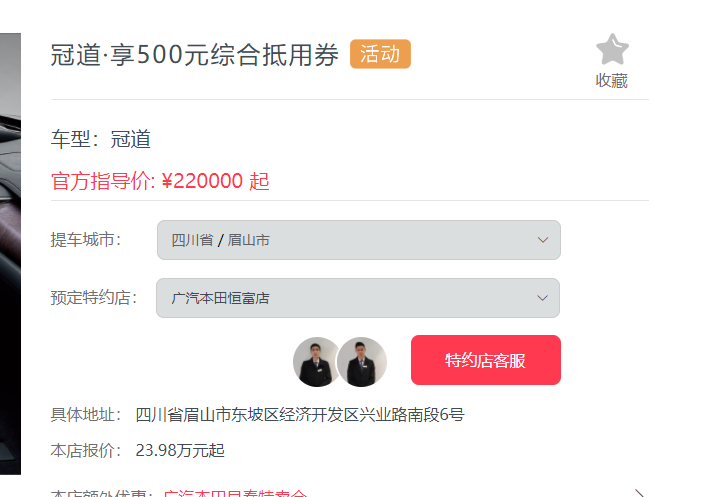 冠道·享500元综合抵用券 活动
收藏
车型：冠道
官方指导价: ¥220000 起
提车城市： 四川省 / 眉山市
预定特约店： 广汽本田恒富店
特约店客服
具体地址： 四川省眉山市东坡区经济开发区兴业路南段6号
本店报价： 23.98万元起